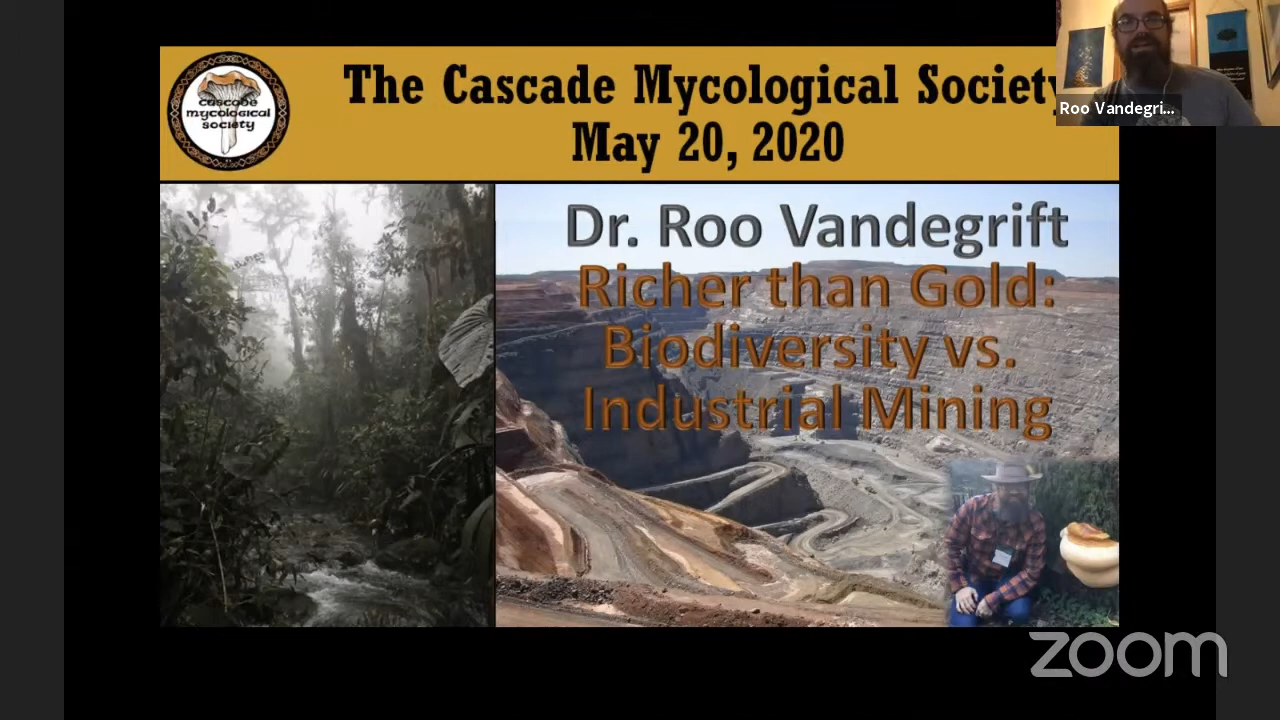 The Cascade Mycological Society
May 20, 2020
cascade
mycological
society
Roo Vandegri...
Dr. Roo Vandegrift
Richer than Gold:
Biodiversity vs.
Industrial Mining
zoom